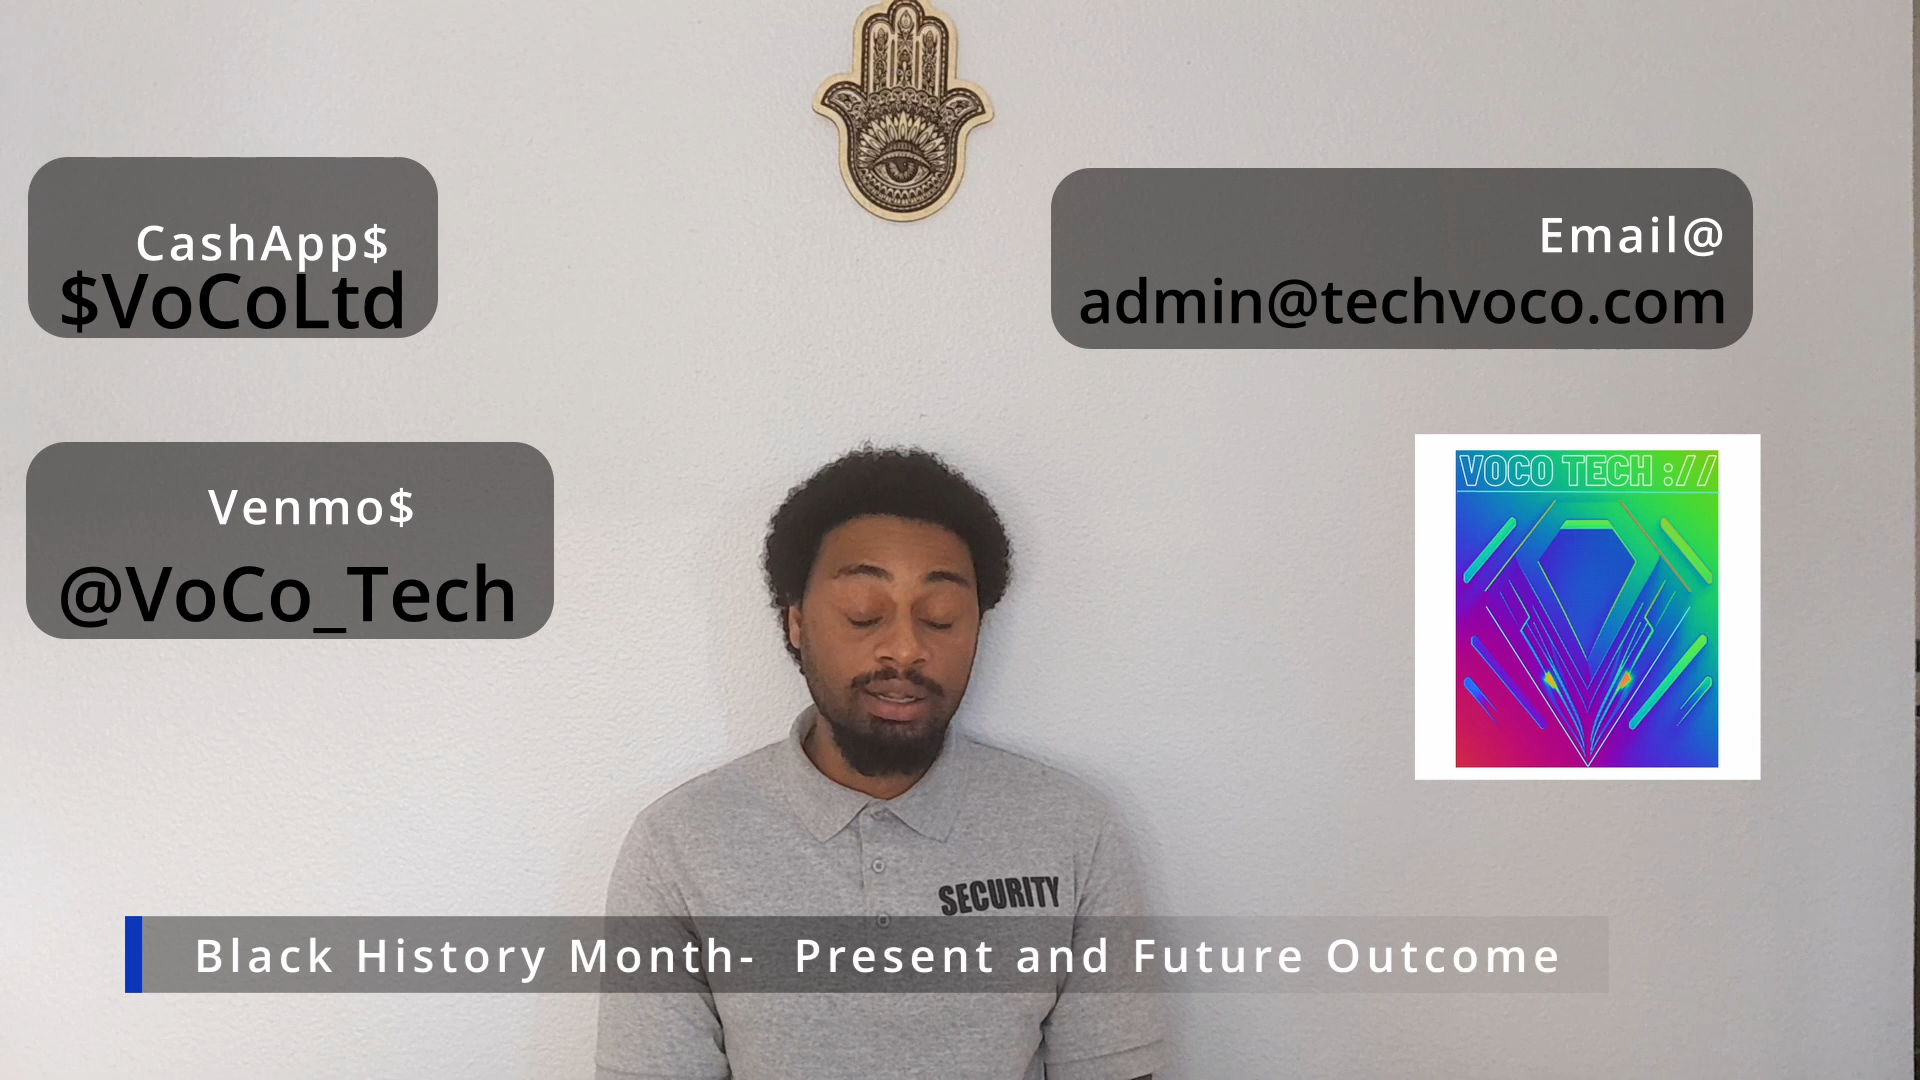 CashApp$
$VoCoLtd
Email@
admin@techvoco.com
Venmo$
@VoCo_Tech
VOCO TECH ://
SECURITY
Black History Month-  Present and Future Outcome